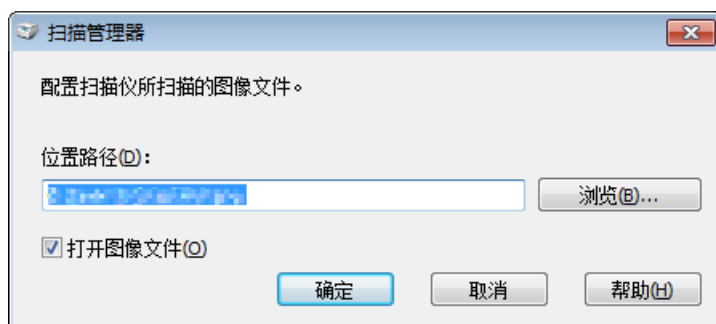 扫描管理器
配置扫描仪所扫描的图像文件。
位置路径(D)：
浏览(B)...
打开图像文件(O)
确定 取消 帮助(H)